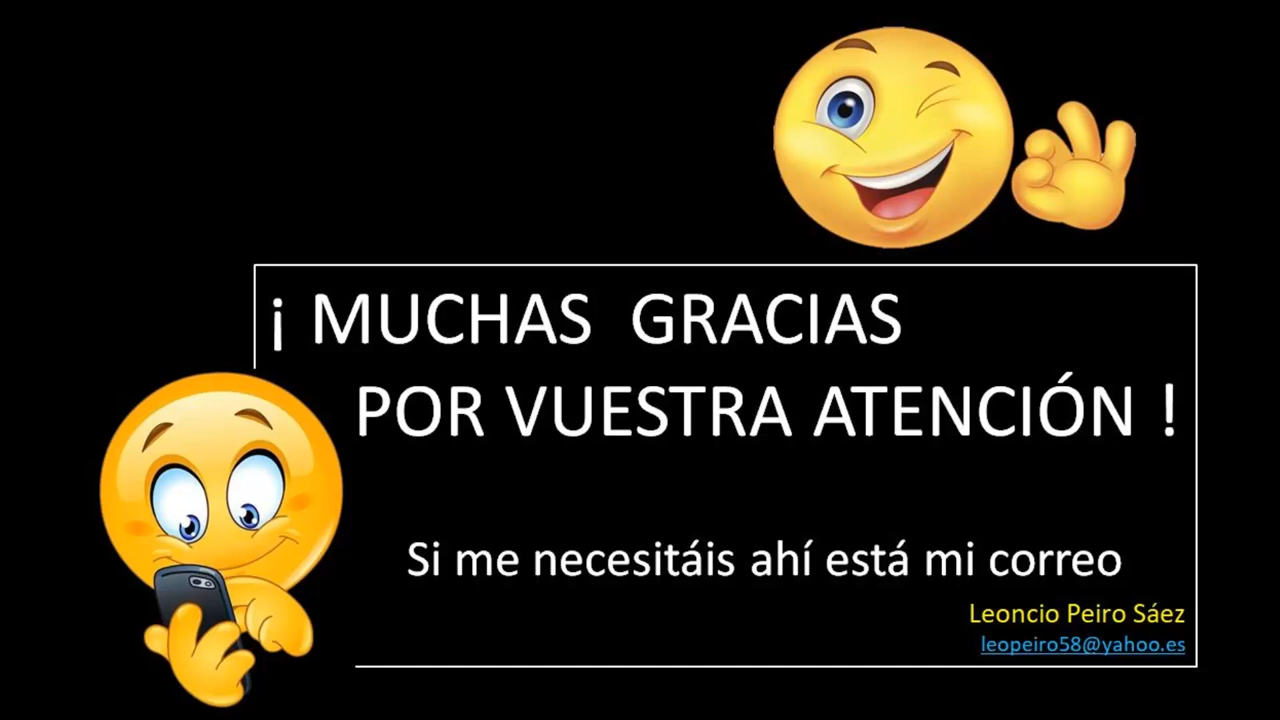 ¡ MUCHAS GRACIAS
POR VUESTRA ATENCIÓN !
Si me necesitáis ahí está mi correo
Leoncio Peiro Sáez
leopeiro58@yahoo.es